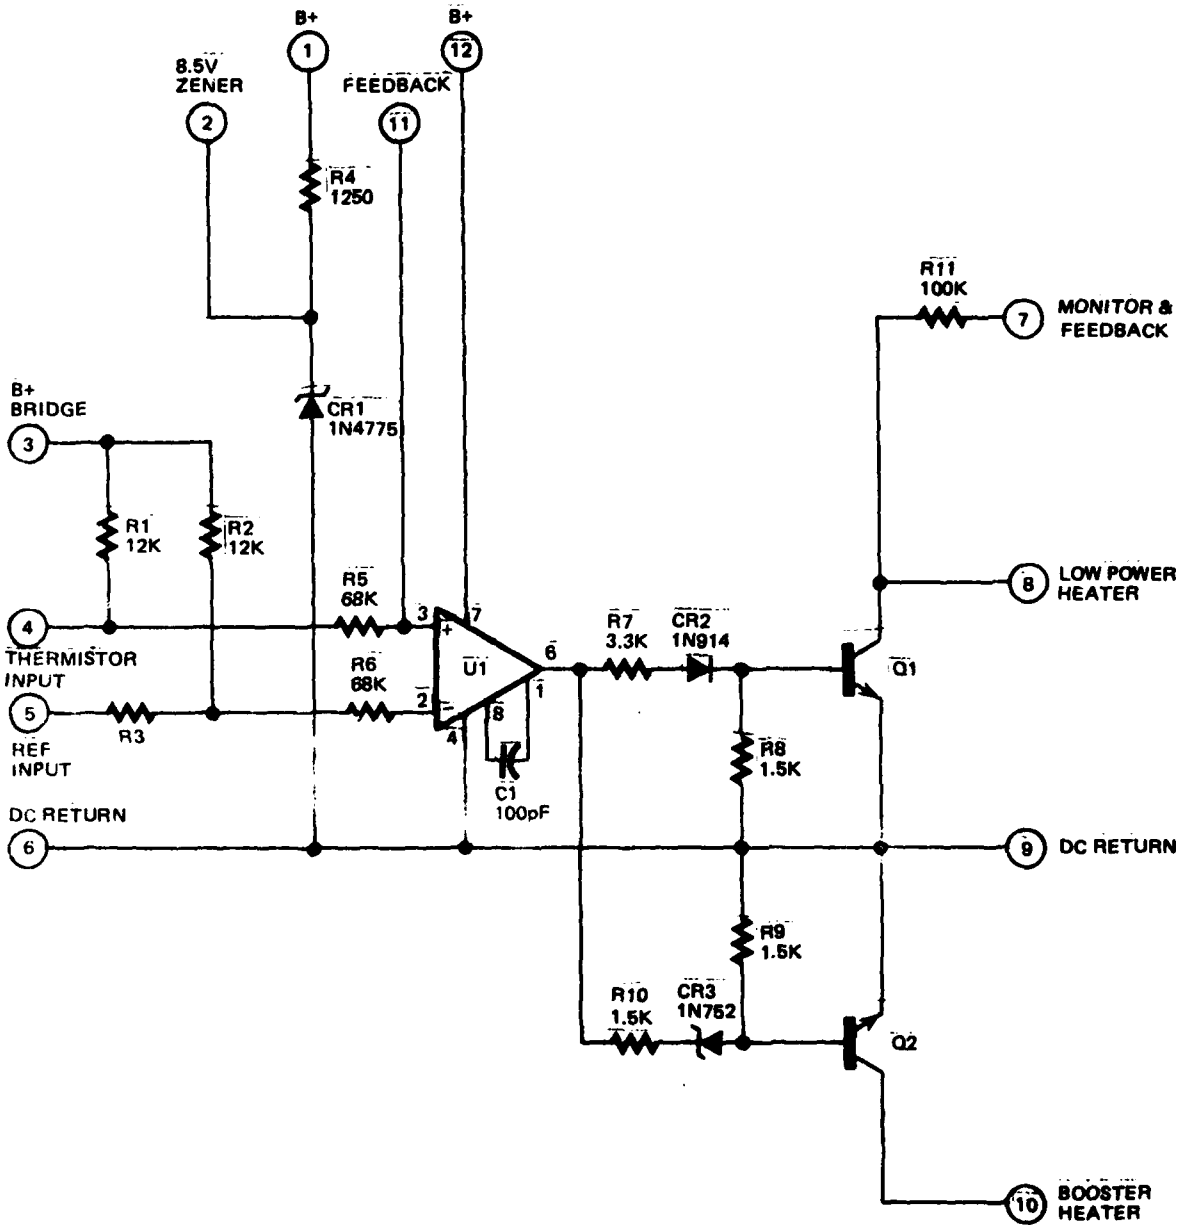 B+
1
B+
12
8.5V
ZENER
2
FEEDBACK
11
R4
1250
R11
100K
7
MONITOR &
FEEDBACK
B+
BRIDGE
3
CR1
1N4775
R1
12K
R2
12K
R5
68K
3
7
+
4
THERMISTOR
INPUT
R6
68K
U1
6
1
2
-
8
4
R7
3.3K
CR2
1N914
8
LOW POWER
HEATER
Q1
5
REF
INPUT
R3
C1
100pF
R8
1.5K
DC RETURN
6
9
DC RETURN
R9
1.5K
R10
1.5K
CR3
1N752
Q2
10
BOOSTER
HEATER